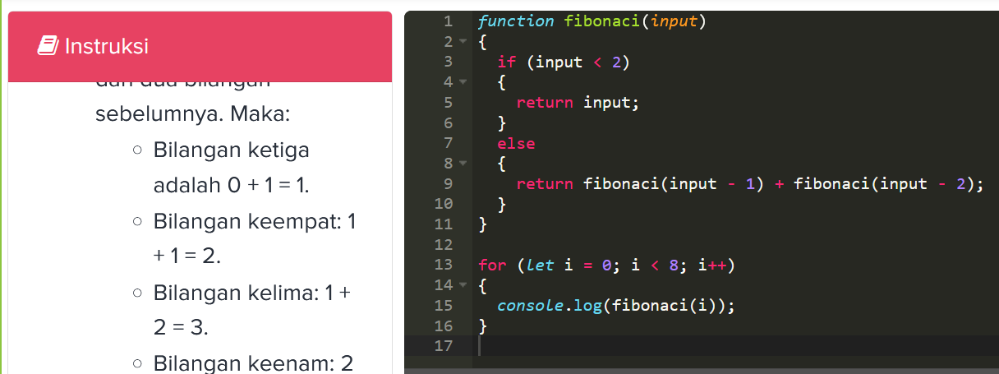 Instruksi
sebelumnya. Maka:
Bilangan ketiga
adalah 0 + 1 = 1.
Bilangan keempat: 1
+ 1 = 2.
Bilangan kelima: 1 +
2 = 3.
Bilangan keenam: 2
1 function fibonaci(input)
2 {
3 if (input < 2)
4 {
5 return input;
6 }
7 else
8 {
9 return fibonaci(input - 1) + fibonaci(input - 2);
10 }
11 }
12
13 for (let i = 0; i < 8; i++)
14 {
15 console.log(fibonaci(i));
16 }
17